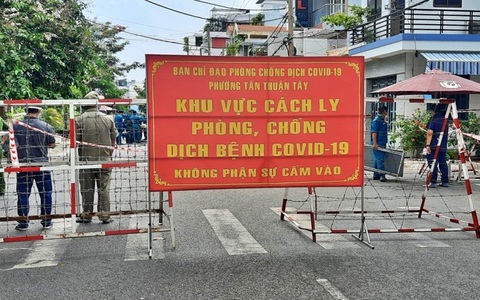 BAN CHỈ ĐẠO PHÒNG CHỐNG DỊCH COVID-19
PHƯỜNG TÂN THUẬN TÂY
KHU VỰC CÁCH LY
PHÒNG, CHỐNG
DỊCH BỆNH COVID-19
KHÔNG PHẬN SỰ CẤM VÀO